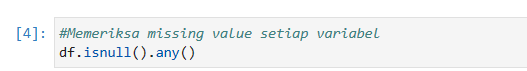 [4]: #Memeriksa missing value setiap variabel
df.isnull().any()